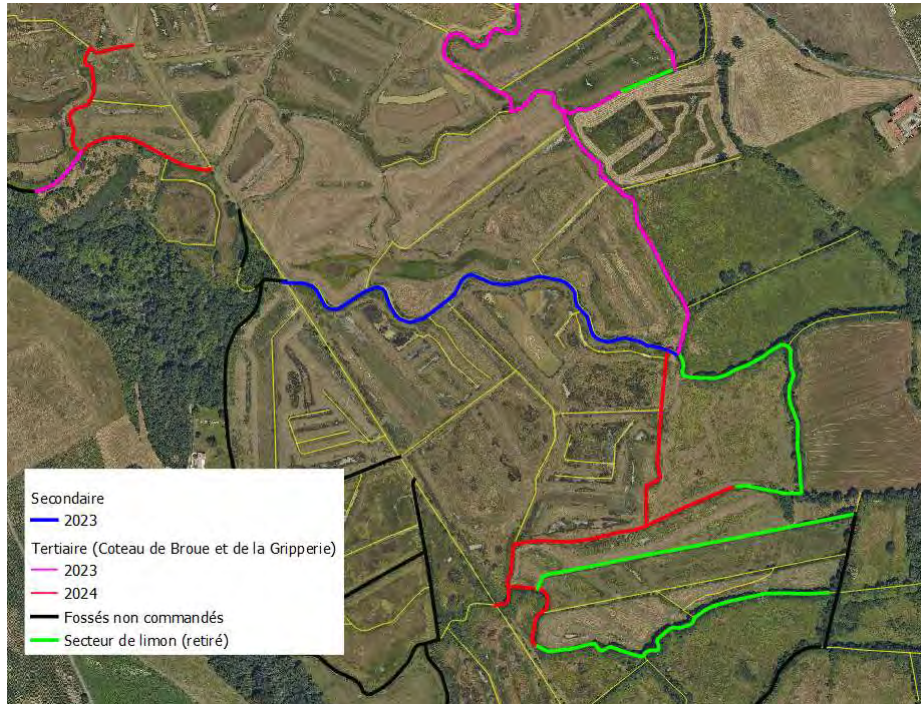 Secondaire
2023
Tertiaire (Coteau de Broue et de la Gripperie)
2023
2024
Fossés non commandés
Secteur de limon (retiré)